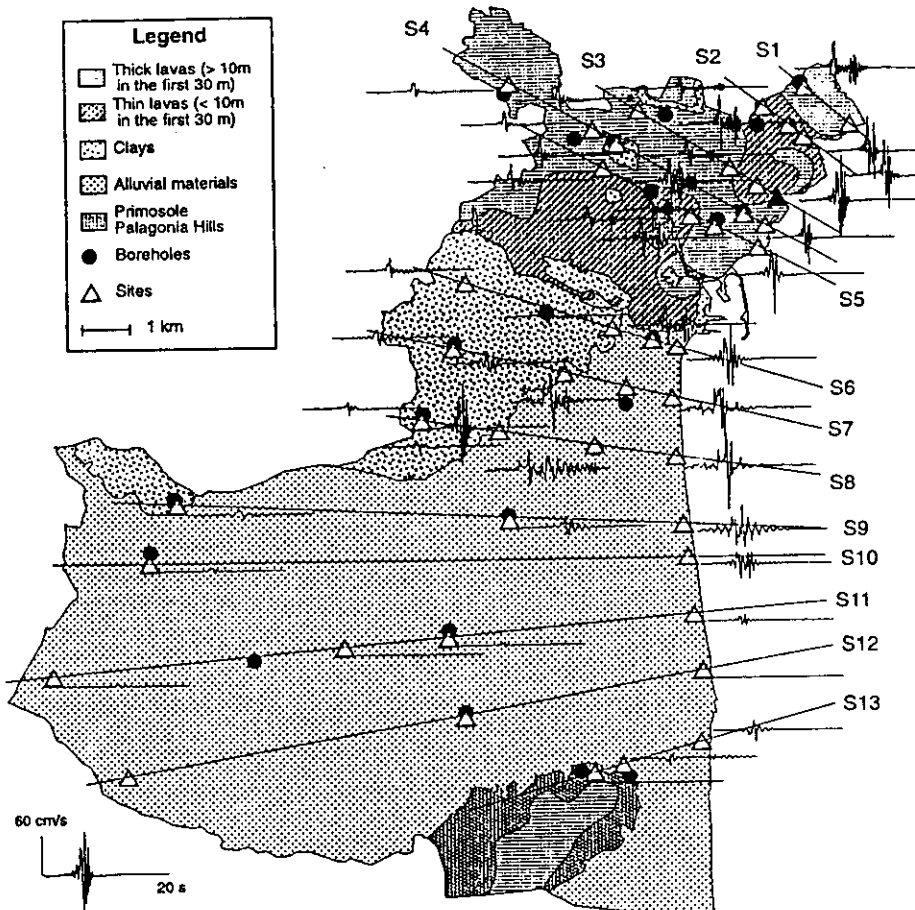 Legend
Thick lavas (> 10m
in the first 30 m)
Thin lavas (< 10m
in the first 30 m)
Clays
Alluvial materials
Primosole
Palagonia Hills
Boreholes
Sites
1 km
S4
S3
S2
S1
S5
S6
S7
S8
S9
S10
S11
S12
S13
60 cm/s
20 s